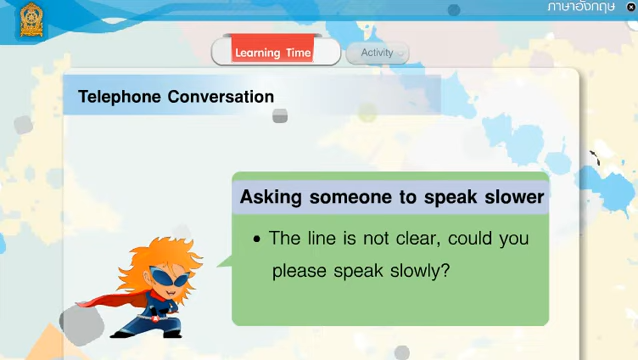 ภาษาอังกฤษ
Learning Time
Activity
Telephone Conversation
Asking someone to speak slower
• The line is not clear, could you
please speak slowly?